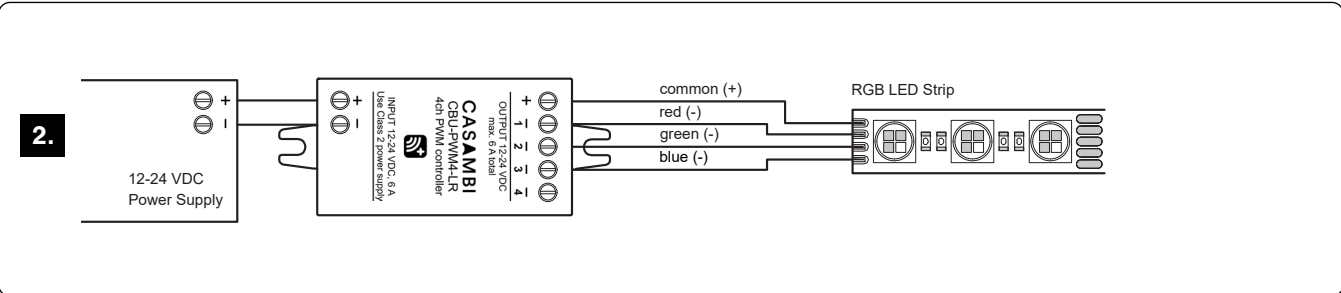 2.
+
–
12-24 VDC
Power Supply
+
–
INPUT 12-24 VDC, 6 A
Use Class 2 power supply
CASAMBI
CBU-PWM4-LR
4ch PWM controller
OUTPUT 12-24 VDC
max. 6 A total
+
1 –
2 –
3 –
4 –
common (+)
red (-)
green (-)
blue (-)
RGB LED Strip